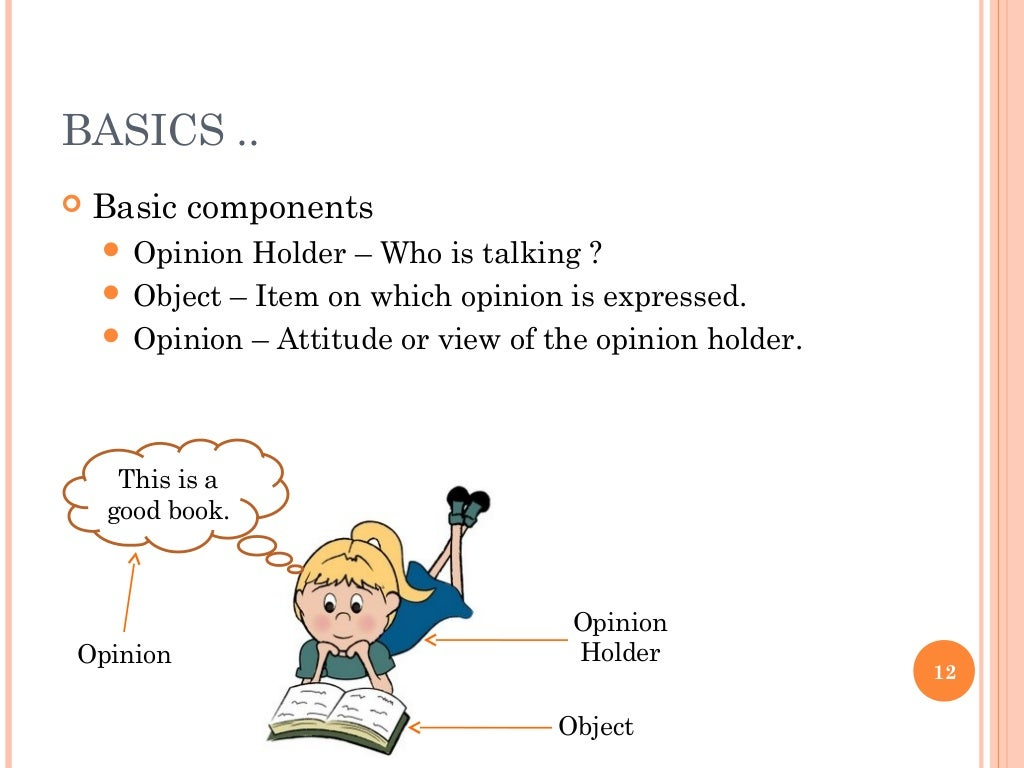 BASICS ..
Basic components
Opinion Holder – Who is talking ?
Object – Item on which opinion is expressed.
Opinion – Attitude or view of the opinion holder.
This is a
good book.
Opinion
Opinion
Holder
12
Object